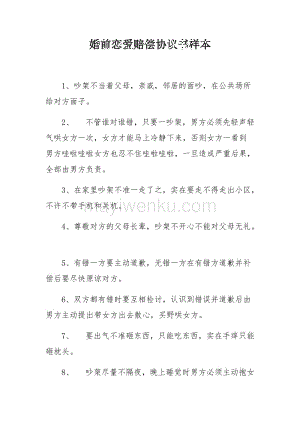 婚前恋爱赔偿协议书样本
1、吵架不当着父母，亲戚，邻居的面吵，在公共场所
给对方面子。
2、 不管谁对谁错，只要一吵架，男方必须先轻声轻
气哄女方一次，女方才能马上冷静下来，否则女方一看到
男方哇啦哇啦女方也忍不住哇啦哇啦，一旦造成严重后果，
全部由男方负责。
3、在家里吵架不准一走了之，实在要走不得走出小区，
不许不带手机和关机。
4、尊敬对方的父母长辈，吵架不开心不能对父母无礼。
5、有错一方要主动道歉，无错一方在有错方道歉并补
偿后要尽快原谅对方。
6、双方都有错时要互相检讨，认识到错误并道歉后由
男方主动提出带女方出去散心，买野哄女方。
7、 要出气不准砸东西，只能吃东西，实在手痒只能
砸枕头。
8、 吵架尽量不隔夜，晚上睡觉时男方必须主动抱女